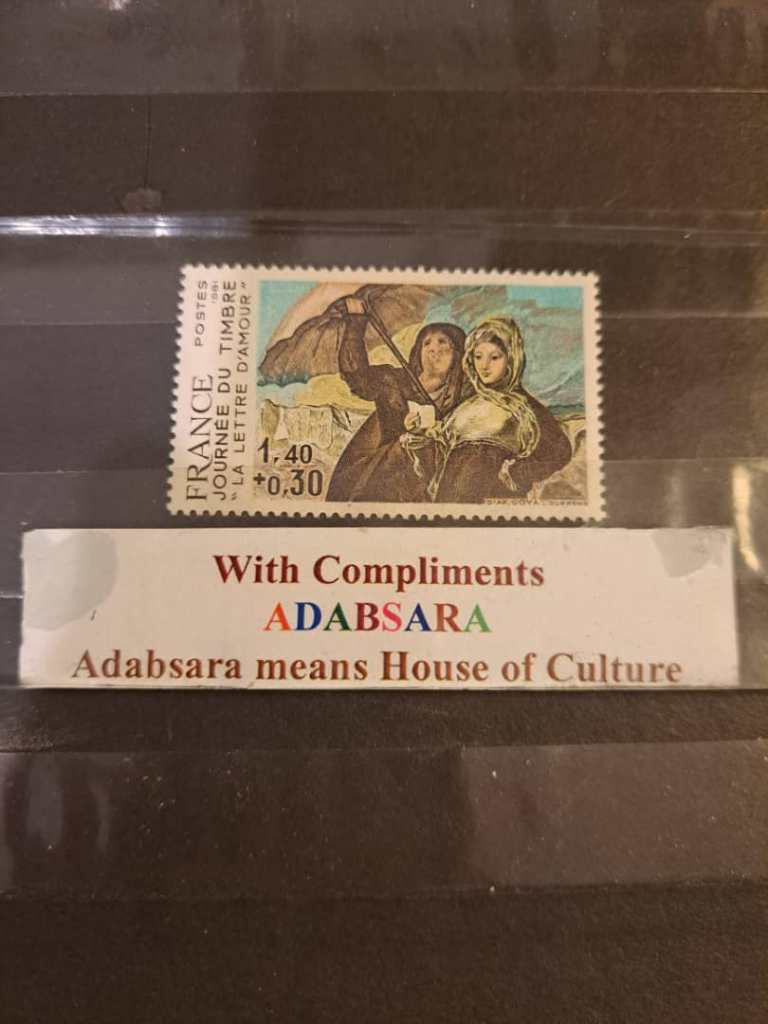 FRANCE POSTES 1981
JOURNÉE DU TIMBRE
"LA LETTRE D'AMOUR"
1,40
+0,30
With Compliments
ADABSARA
Adabsara means House of Culture